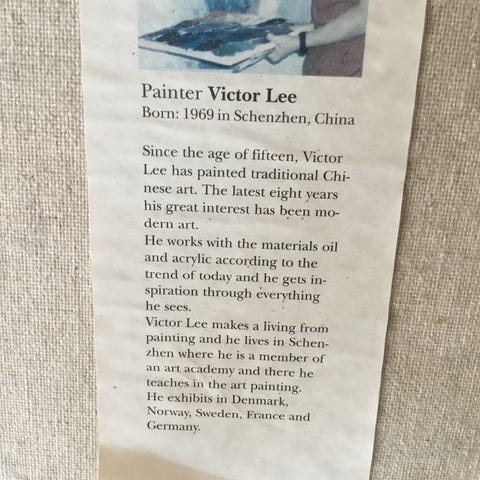 Painter Victor Lee
Born: 1969 in Schenzhen, China
Since the age of fifteen, Victor
Lee has painted traditional Chi-
nese art. The latest eight years
his great interest has been mo-
dern art.
He works with the materials oil
and acrylic according to the
trend of today and he gets in-
spiration through everything
he sees.
Victor Lee makes a living from
painting and he lives in Schen-
zhen where he is a member of
an art academy and there he
teaches in the art painting.
He exhibits in Denmark,
Norway, Sweden, France and
Germany.